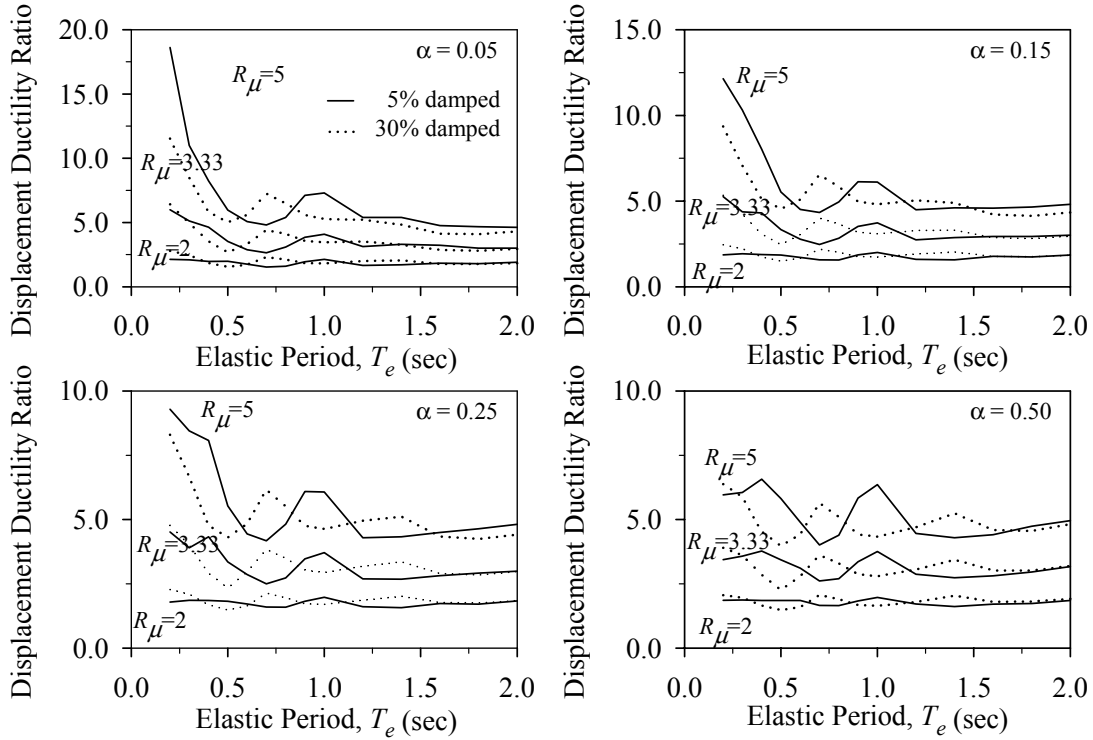 Displacement Ductility Ratio
20.0
15.0
10.0
5.0
0.0
α = 0.05
Rμ=5
5% damped
30% damped
Rμ=3.33
Rμ=2
0.0 0.5 1.0 1.5 2.0
Elastic Period, Te (sec)
Displacement Ductility Ratio
15.0
10.0
5.0
0.0
α = 0.15
Rμ=5
Rμ=3.33
Rμ=2
0.0 0.5 1.0 1.5 2.0
Elastic Period, Te (sec)
Displacement Ductility Ratio
10.0
5.0
0.0
α = 0.25
Rμ=5
Rμ=3.33
Rμ=2
0.0 0.5 1.0 1.5 2.0
Elastic Period, Te (sec)
Displacement Ductility Ratio
10.0
5.0
0.0
α = 0.50
Rμ=5
Rμ=3.33
Rμ=2
0.0 0.5 1.0 1.5 2.0
Elastic Period, Te (sec)